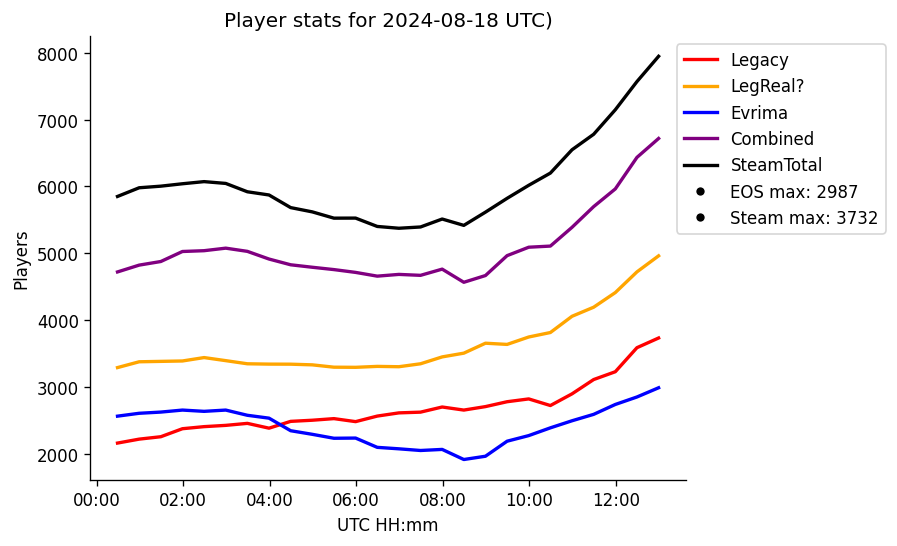 Player stats for 2024-08-18 UTC)
8000
7000
6000
5000
4000
3000
2000
Players
00:00 02:00 04:00 06:00 08:00 10:00 12:00
UTC HH:mm
Legacy
LegReal?
Evrima
Combined
SteamTotal
EOS max: 2987
Steam max: 3732